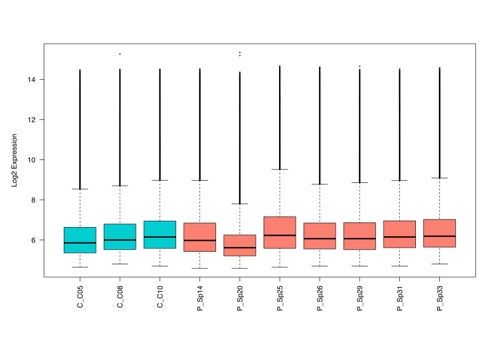 14
12
10
8
6
Log2 Expression
C_C05
C_C08
C_C10
P_Sp14
P_Sp20
P_Sp25
P_Sp26
P_Sp29
P_Sp31
P_Sp33